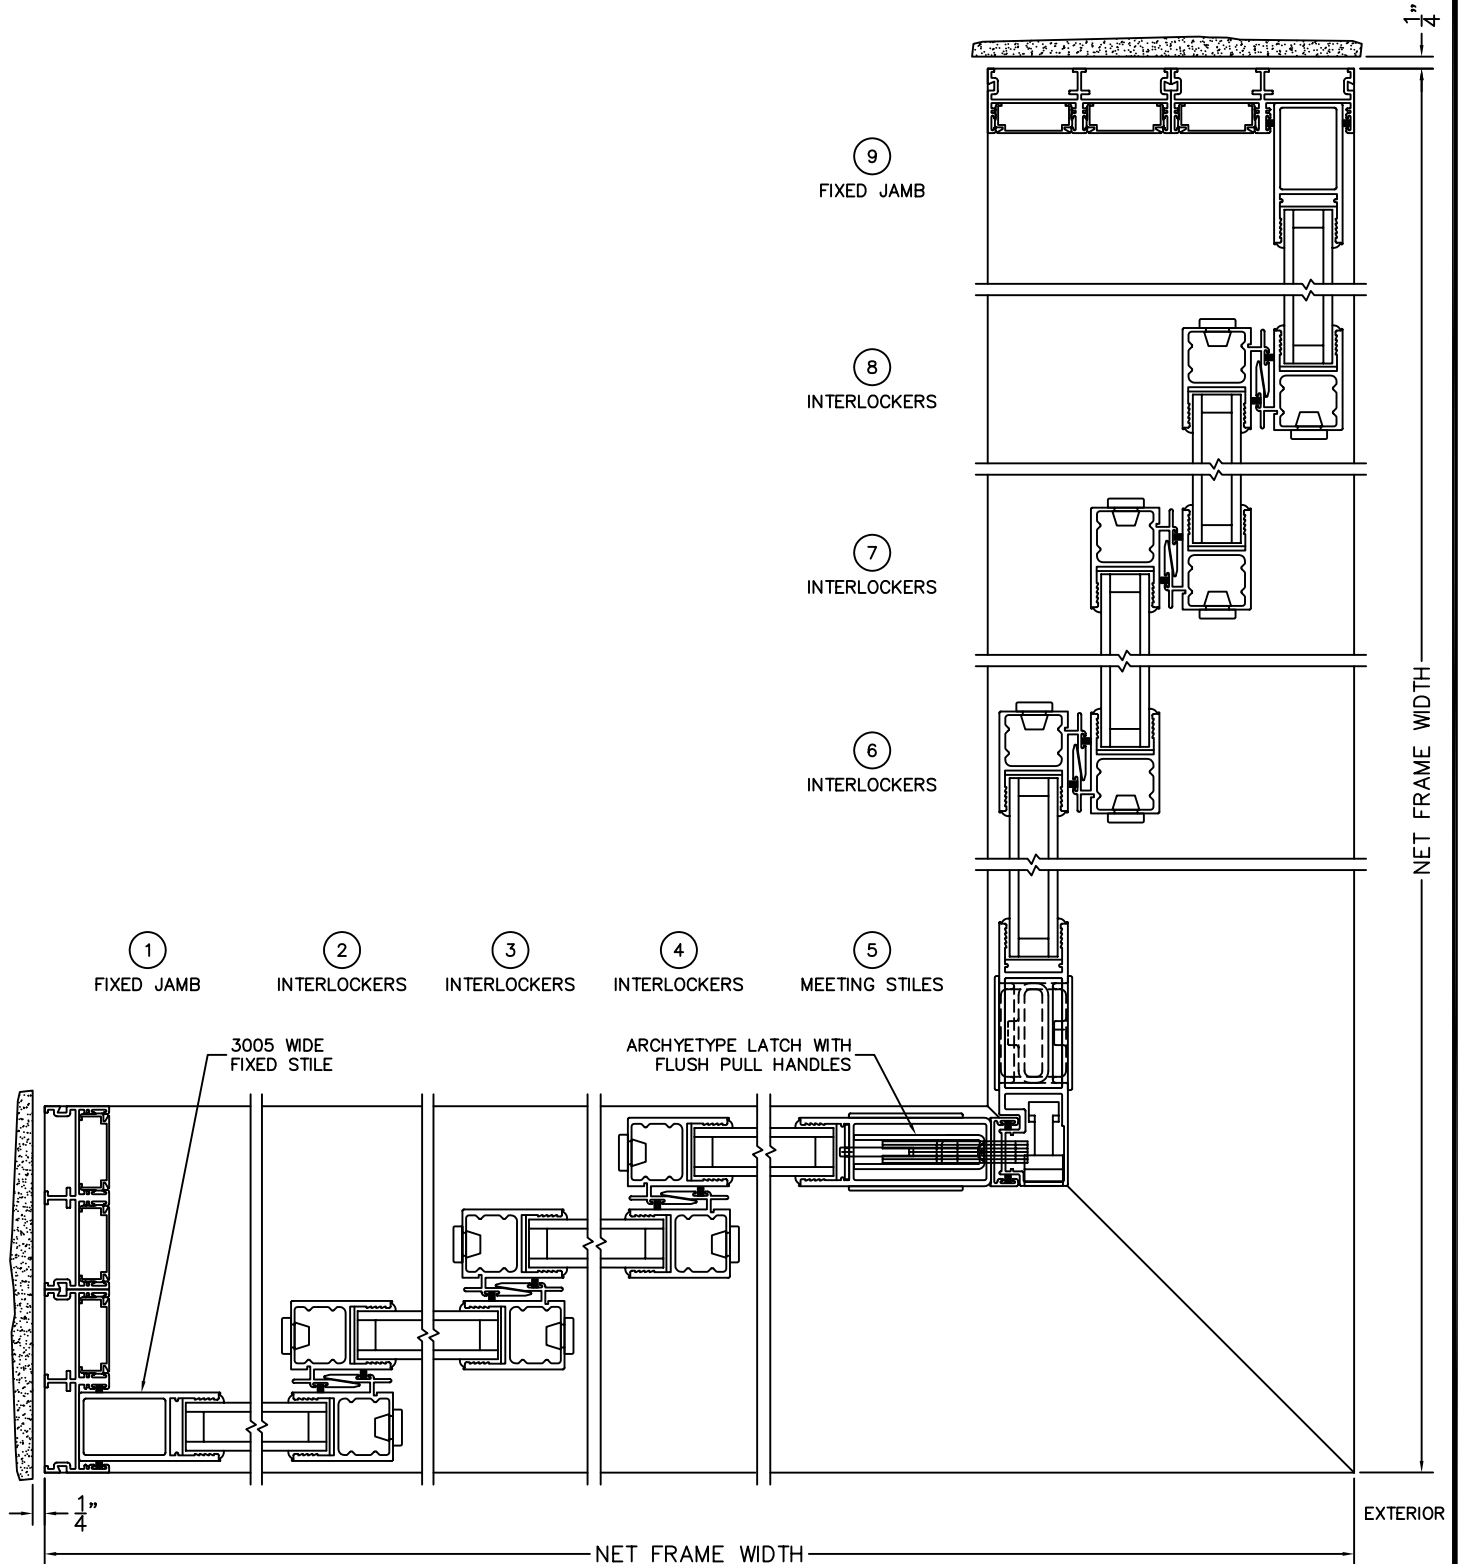 1"
4
9
FIXED JAMB
8
INTERLOCKERS
7
INTERLOCKERS
6
INTERLOCKERS
NET FRAME WIDTH
1
FIXED JAMB
2
INTERLOCKERS
3
INTERLOCKERS
4
INTERLOCKERS
5
MEETING STILES
3005 WIDE
FIXED STILE
ARCHYETYPE LATCH WITH
FLUSH PULL HANDLES
1"
4
EXTERIOR
NET FRAME WIDTH